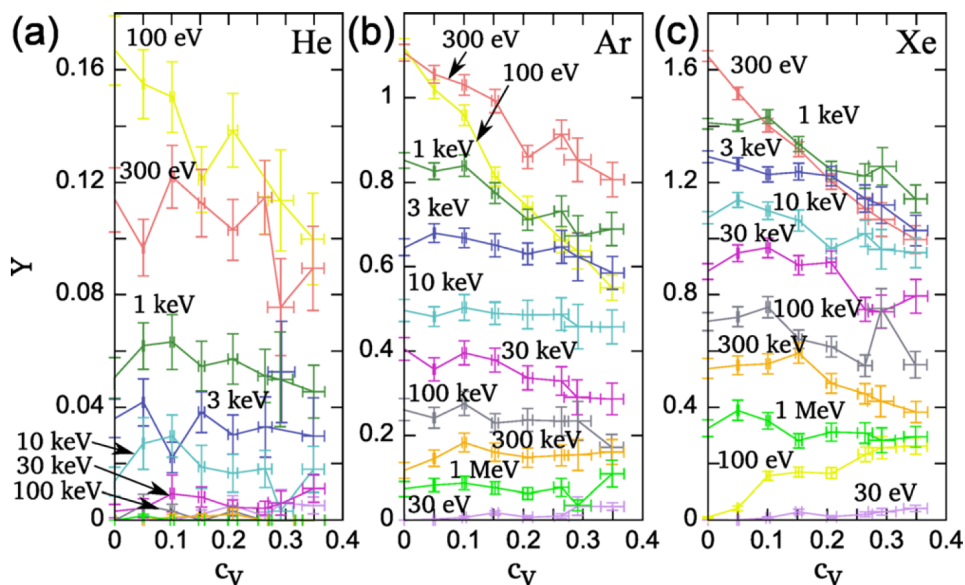 (a) He
(b) Ar
(c) Xe
Y
0.16
0.12
0.08
0.04
0
100 eV
300 eV
1 keV
3 keV
10 keV
30 keV
100 keV
0 0.1 0.2 0.3
c_V
1
0.8
0.6
0.4
0.2
0
300 eV
100 eV
1 keV
3 keV
10 keV
30 keV
100 keV
300 keV
1 MeV
30 eV
0 0.1 0.2 0.3
c_V
1.6
1.2
0.8
0.4
0
300 eV
1 keV
3 keV
10 keV
30 keV
100 keV
300 keV
1 MeV
100 eV
30 eV
0 0.1 0.2 0.3 0.4
c_V